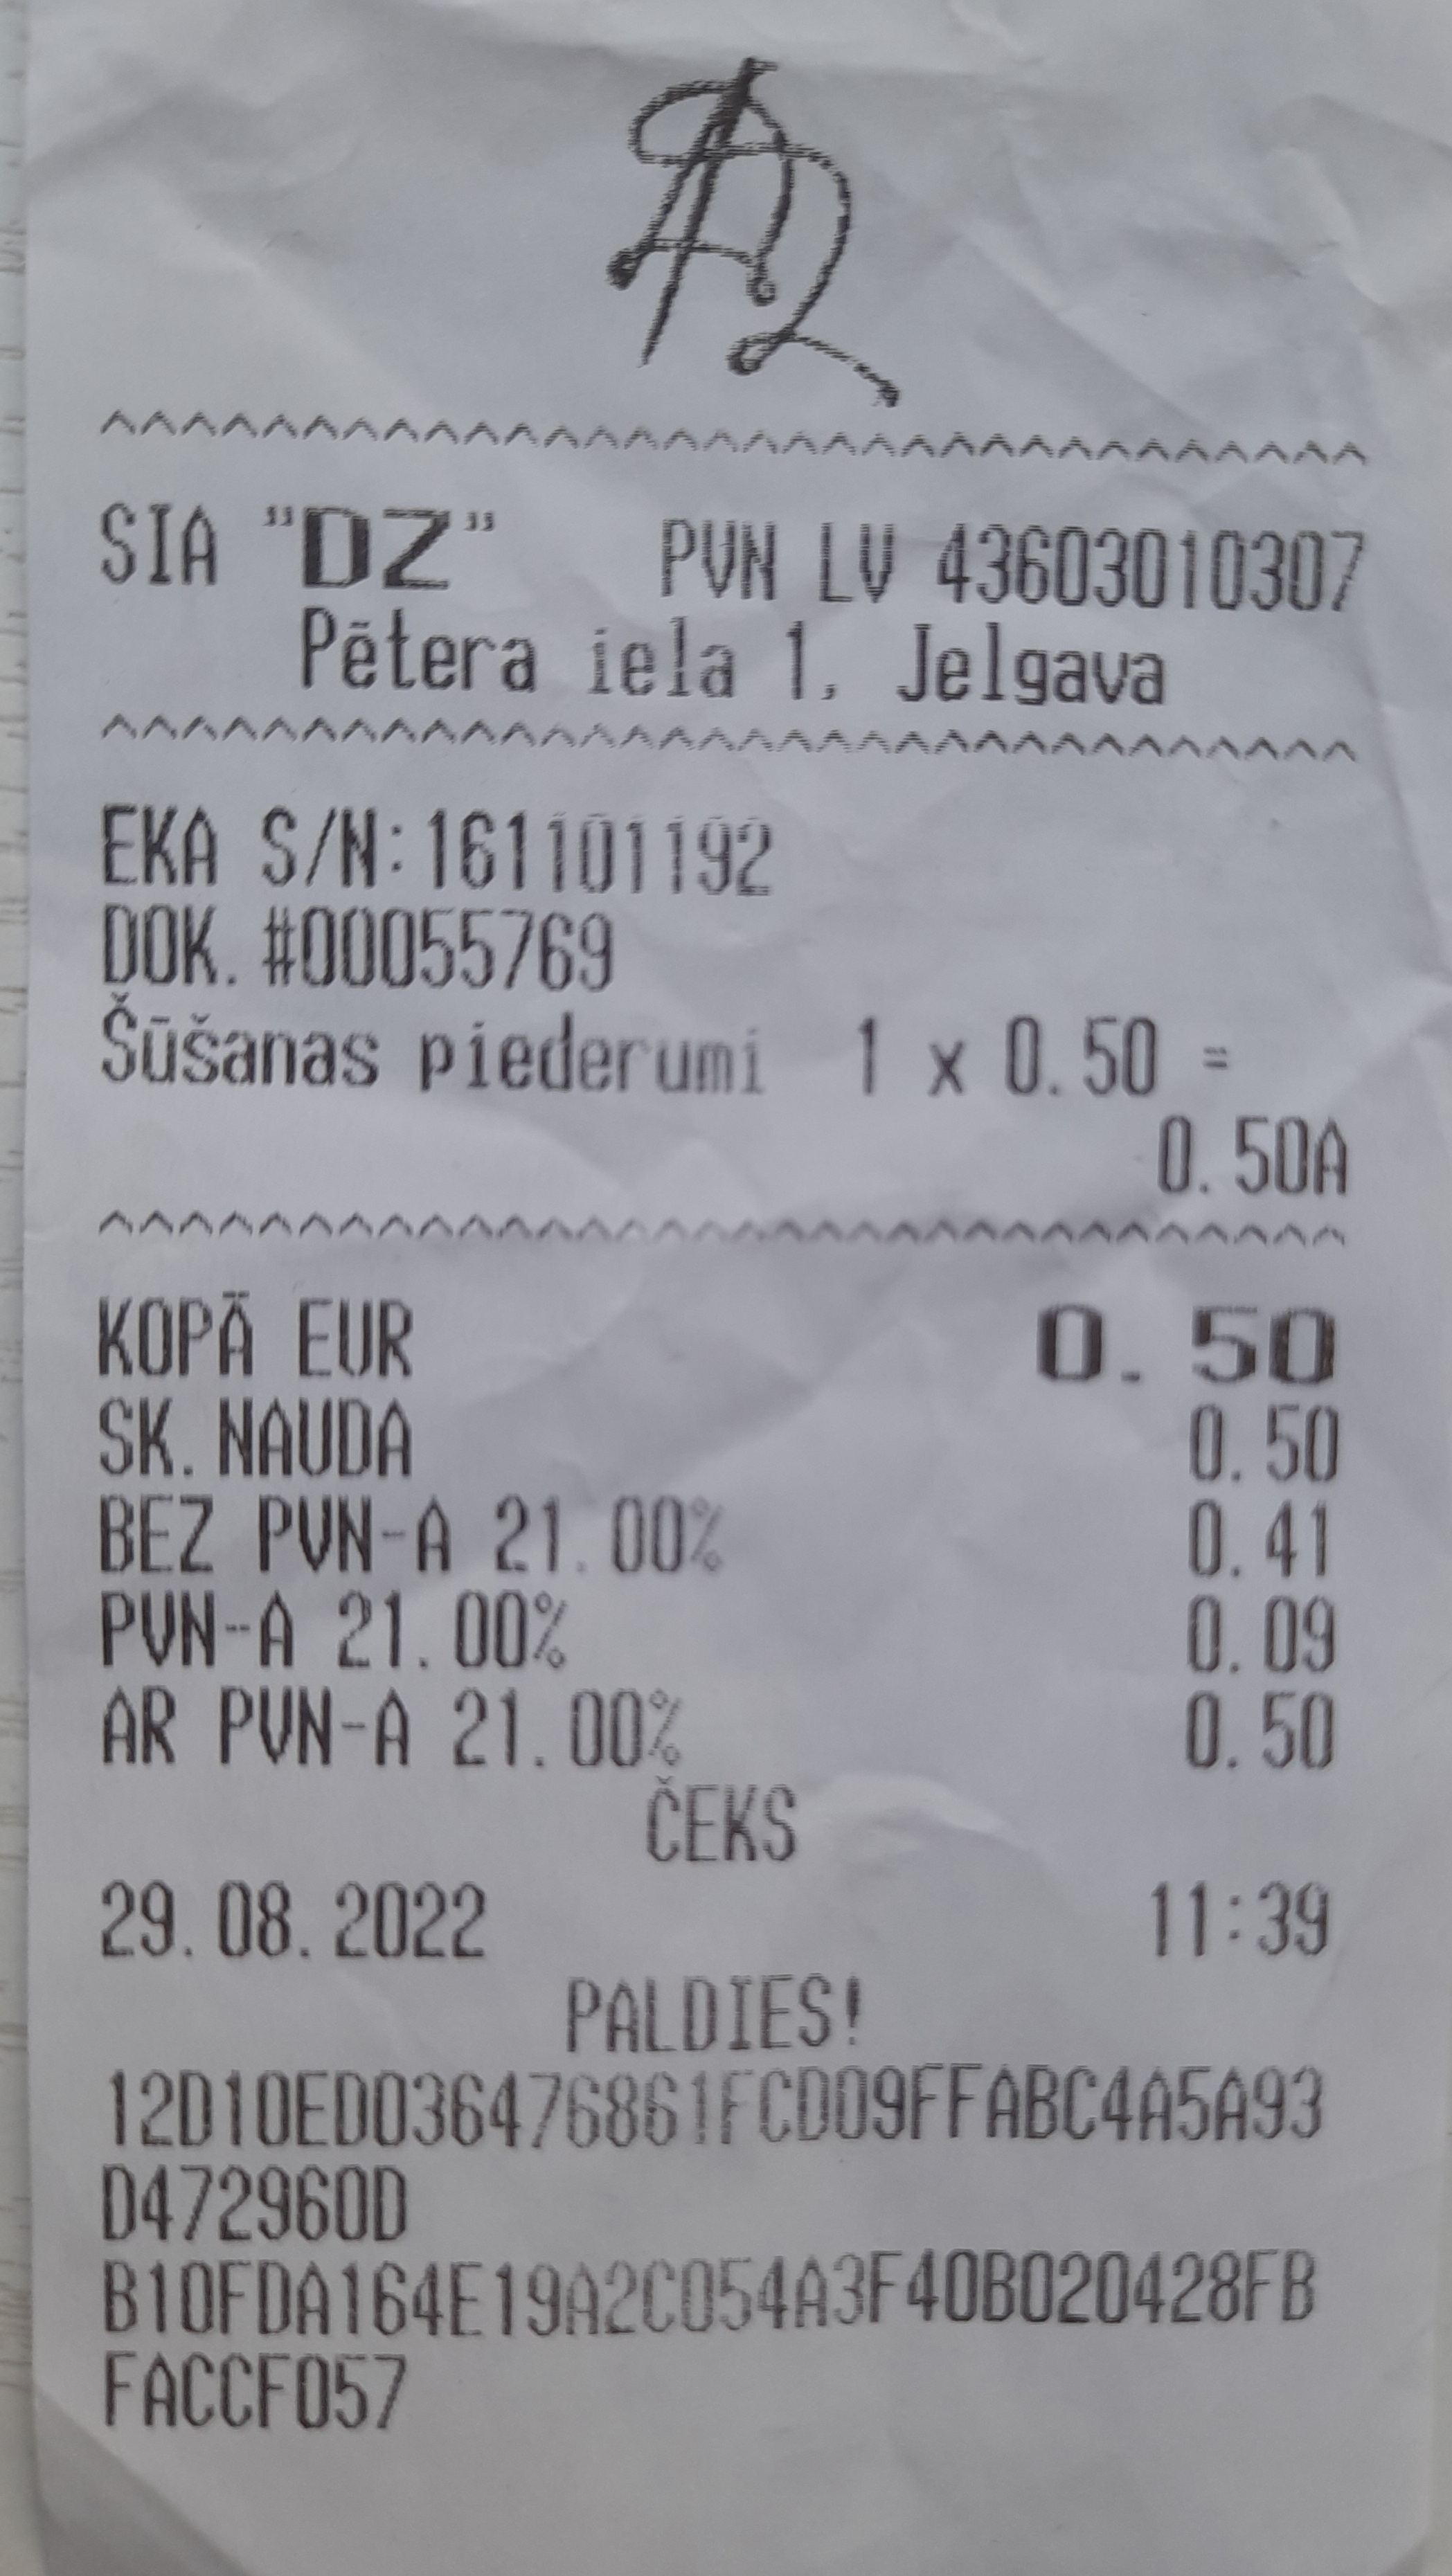 ^^^^^^^^^^^^^^^^^^^^^^^^^^^^^^^^
SIA "DZ" PVN LV 43603010307
Pētera iela 1, Jelgava
^^^^^^^^^^^^^^^^^^^^^^^^^^^^^^^^
EKA S/N:161101192
DOK. #00055769
Šūšanas piederumi 1 x 0.50 =
0.50A
^^^^^^^^^^^^^^^^^^^^^^^^^^^^^^^^
KOPĀ EUR 0.50
SK.NAUDA 0.50
BEZ PVN-A 21.00% 0.41
PVN-A 21.00% 0.09
AR PVN-A 21.00% 0.50
ČEKS
29.08.2022 11:39
PALDIES!
12D10ED036476861FCD09FFABC4A5A93
D472960D
B10FDA164E19A2C054A3F40B020428FB
FACCF057